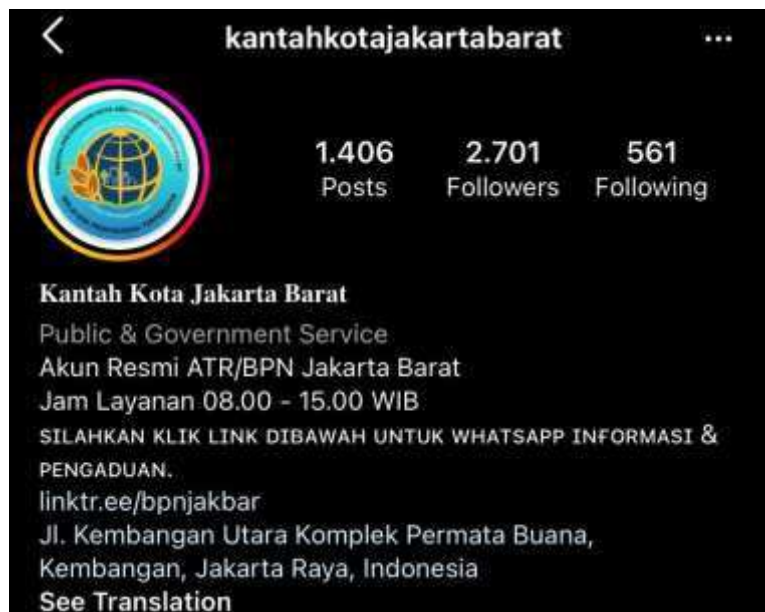 kantahkotajakartabarat
1.406 2.701 561
Posts Followers Following
Kantah Kota Jakarta Barat
Public & Government Service
Akun Resmi ATR/BPN Jakarta Barat
Jam Layanan 08.00 - 15.00 WIB
SILAHKAN KLIK LINK DIBAWAH UNTUK WHATSAPP INFORMASI &
PENGADUAN.
linktr.ee/bpnjakbar
Jl. Kembangan Utara Komplek Permata Buana,
Kembangan, Jakarta Raya, Indonesia
See Translation